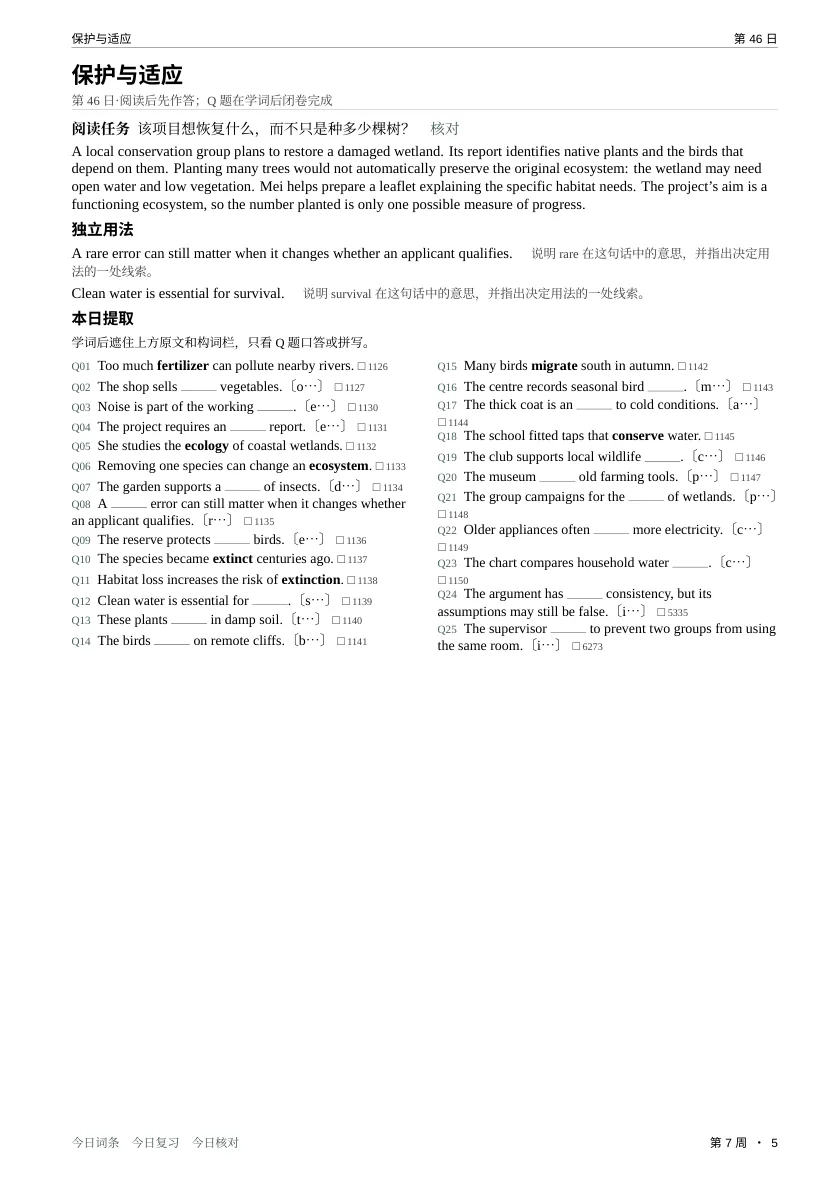 保护与适应 第 46 日
保护与适应
第 46 日·阅读后先作答；Q 题在学词后闭卷完成
阅读任务 该项目想恢复什么，而不只是种多少棵树？ 核对
A local conservation group plans to restore a damaged wetland. Its report identifies native plants and the birds that
depend on them. Planting many trees would not automatically preserve the original ecosystem: the wetland may need
open water and low vegetation. Mei helps prepare a leaflet explaining the specific habitat needs. The project’s aim is a
functioning ecosystem, so the number planted is only one possible measure of progress.
独立用法
A rare error can still matter when it changes whether an applicant qualifies. 说明 rare 在这句话中的意思，并指出决定用
法的一处线索。
Clean water is essential for survival. 说明 survival 在这句话中的意思，并指出决定用法的一处线索。
本日提取
学词后遮住上方原文和构词栏，只看 Q 题口答或拼写。
Q01 Too much fertilizer can pollute nearby rivers. □ 1126
Q02 The shop sells _____ vegetables.〔o···〕 □ 1127
Q03 Noise is part of the working _____.〔e···〕 □ 1130
Q04 The project requires an _____ report.〔e···〕 □ 1131
Q05 She studies the ecology of coastal wetlands. □ 1132
Q06 Removing one species can change an ecosystem. □ 1133
Q07 The garden supports a _____ of insects.〔d···〕 □ 1134
Q08 A _____ error can still matter when it changes whether
an applicant qualifies.〔r···〕 □ 1135
Q09 The reserve protects _____ birds.〔e···〕 □ 1136
Q10 The species became extinct centuries ago. □ 1137
Q11 Habitat loss increases the risk of extinction. □ 1138
Q12 Clean water is essential for _____.〔s···〕 □ 1139
Q13 These plants _____ in damp soil.〔t···〕 □ 1140
Q14 The birds _____ on remote cliffs.〔b···〕 □ 1141
Q15 Many birds migrate south in autumn. □ 1142
Q16 The centre records seasonal bird _____.〔m···〕 □ 1143
Q17 The thick coat is an _____ to cold conditions.〔a···〕
□ 1144
Q18 The school fitted taps that conserve water. □ 1145
Q19 The club supports local wildlife _____.〔c···〕 □ 1146
Q20 The museum _____ old farming tools.〔p···〕 □ 1147
Q21 The group campaigns for the _____ of wetlands.〔p···〕
□ 1148
Q22 Older appliances often _____ more electricity.〔c···〕
□ 1149
Q23 The chart compares household water _____.〔c···〕
□ 1150
Q24 The argument has _____ consistency, but its
assumptions may still be false.〔i···〕 □ 5335
Q25 The supervisor _____ to prevent two groups from using
the same room.〔i···〕 □ 6273
今日词条 今日复习 今日核对 第 7 周 · 5